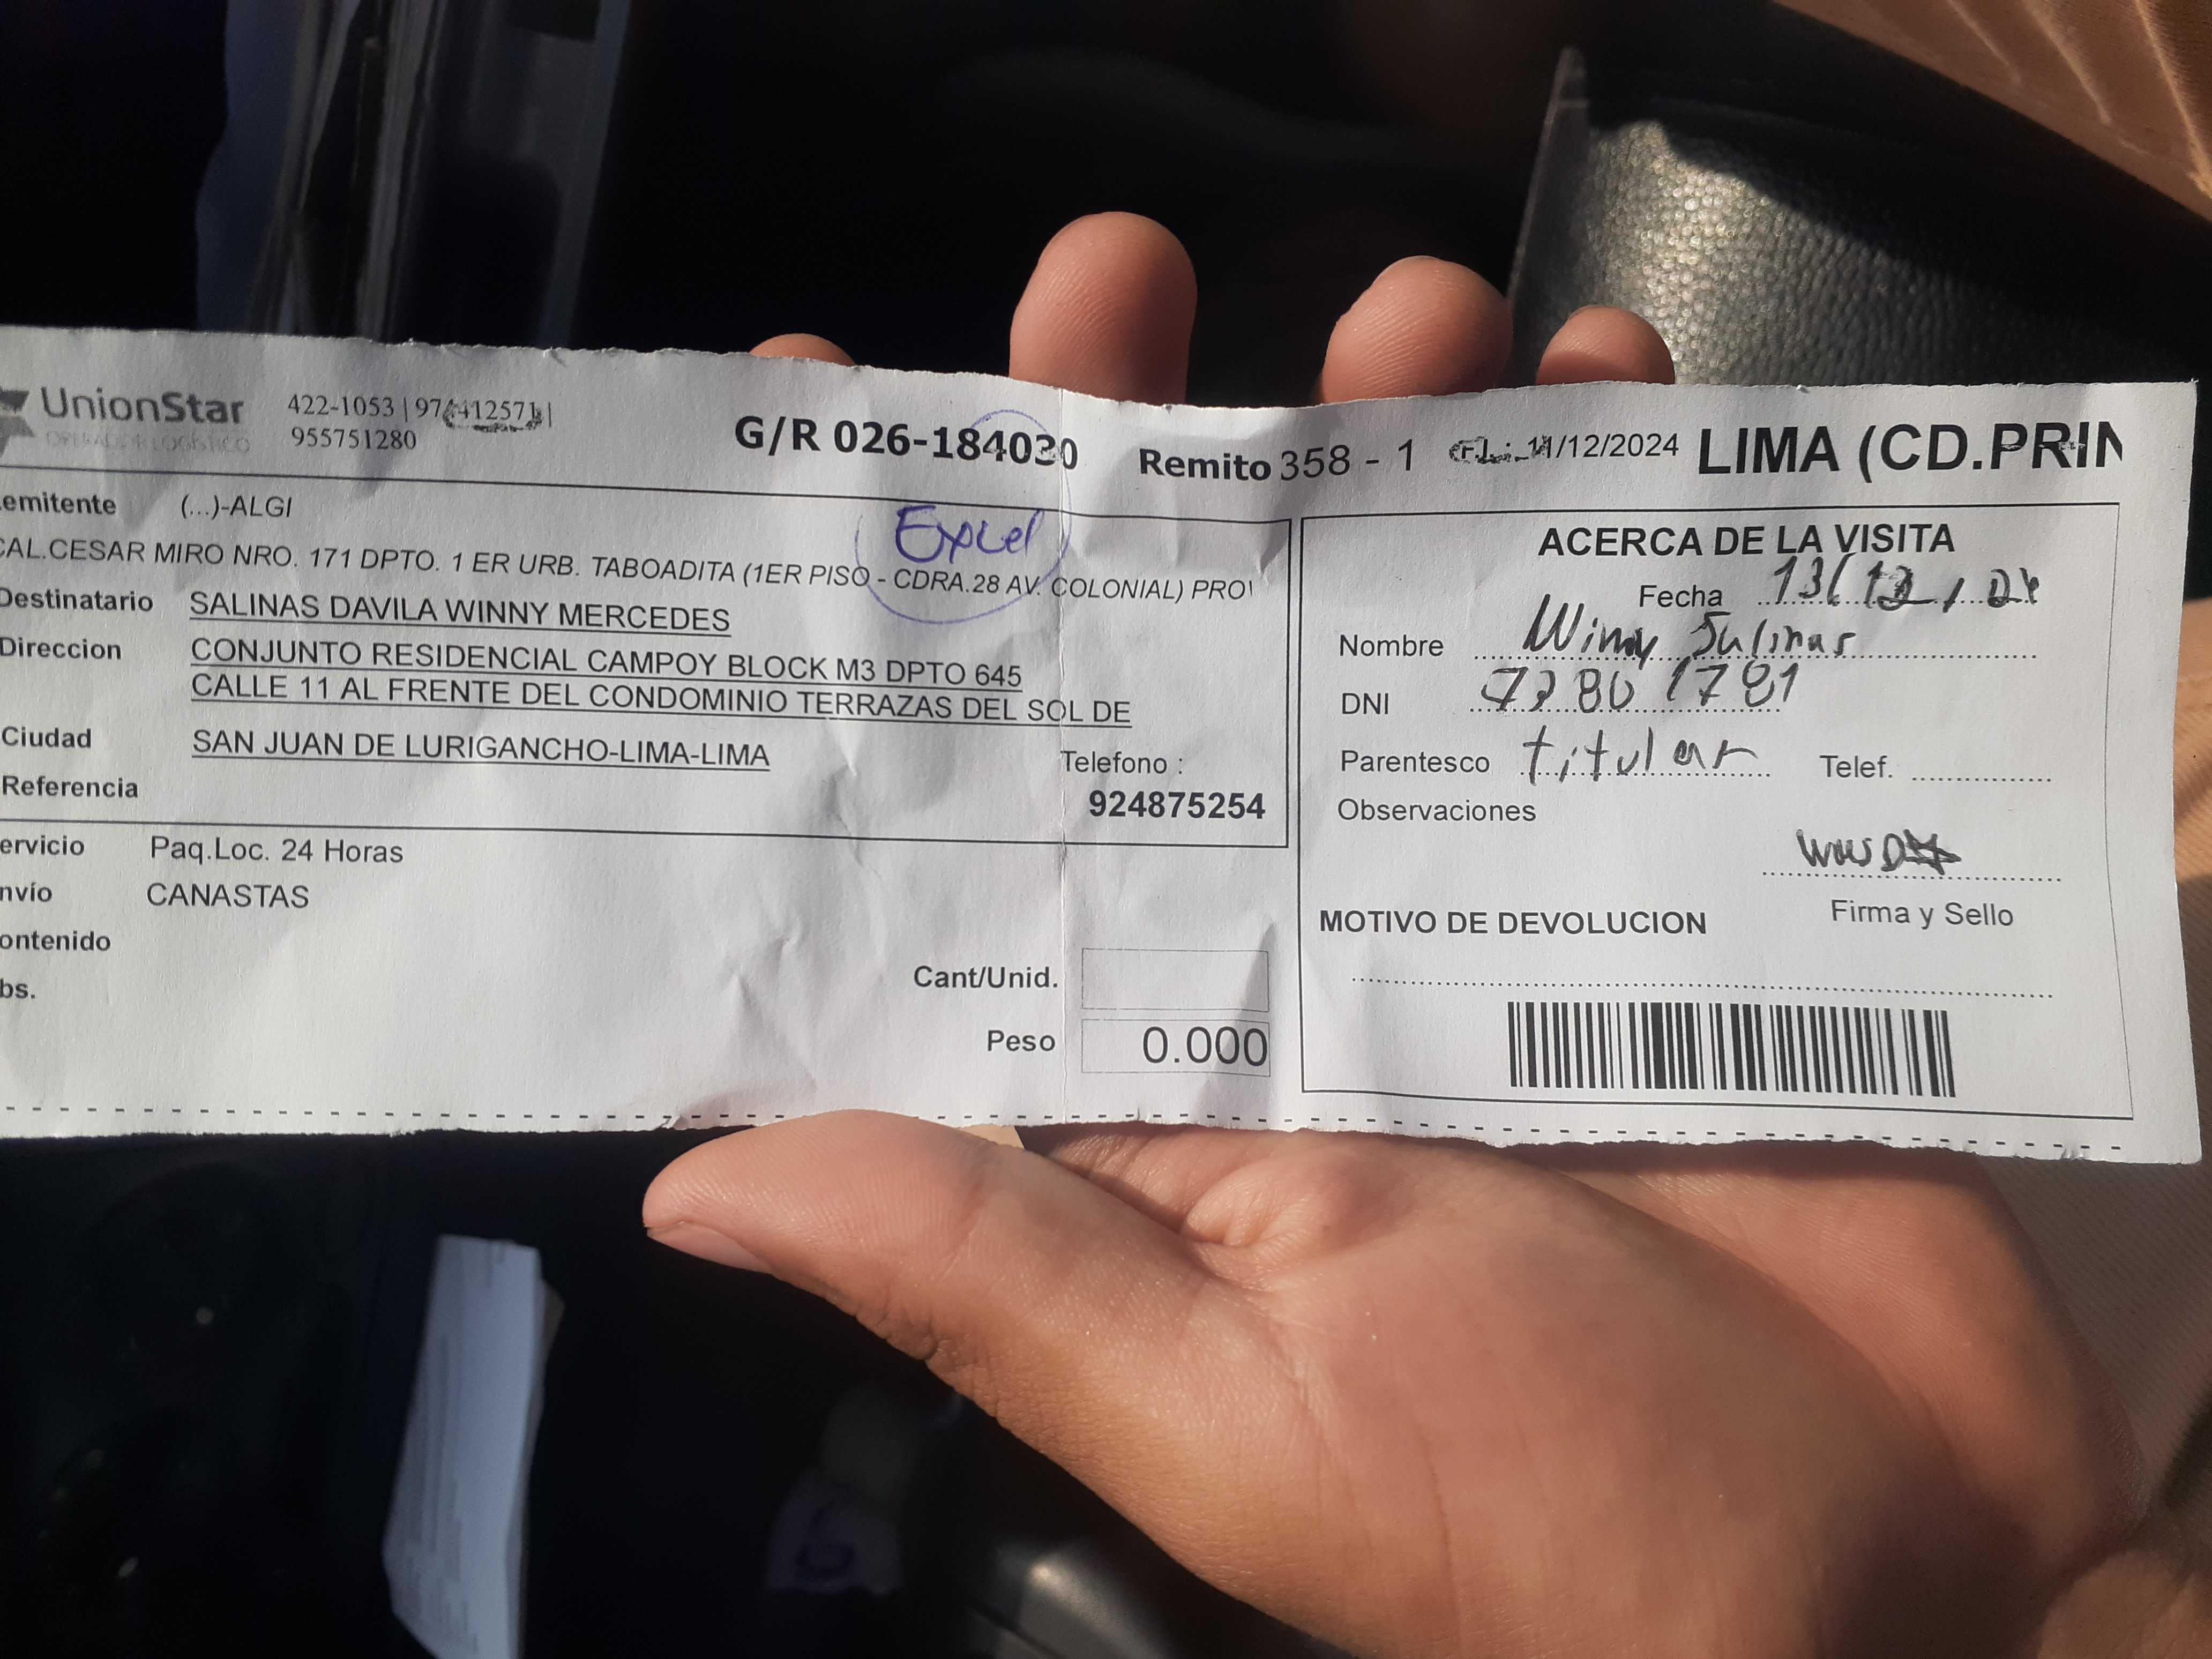 UnionStar
OPERADOR LOGÍSTICO
422-1053 | 974412571 |
955751280
G/R 026-184030
Remito 358 - 1
11/12/2024
LIMA (CD.PRIN
emitente (...)-ALGI
Excel
CAL.CESAR MIRO NRO. 171 DPTO. 1 ER URB. TABOADITA (1ER PISO - CDRA.28 AV. COLONIAL) PRO
Destinatario SALINAS DAVILA WINNY MERCEDES
Direccion CONJUNTO RESIDENCIAL CAMPOY BLOCK M3 DPTO 645
CALLE 11 AL FRENTE DEL CONDOMINIO TERRAZAS DEL SOL DE
Ciudad SAN JUAN DE LURIGANCHO-LIMA-LIMA
Telefono :
Referencia
924875254
ervicio Paq.Loc. 24 Horas
nvío CANASTAS
ontenido
bs.
Cant/Unid.
Peso 0.000
ACERCA DE LA VISITA
Fecha 13/12/24
Nombre Winny Salinas
DNI
Parentesco titular Telef.
Observaciones
Firma y Sello
MOTIVO DE DEVOLUCION